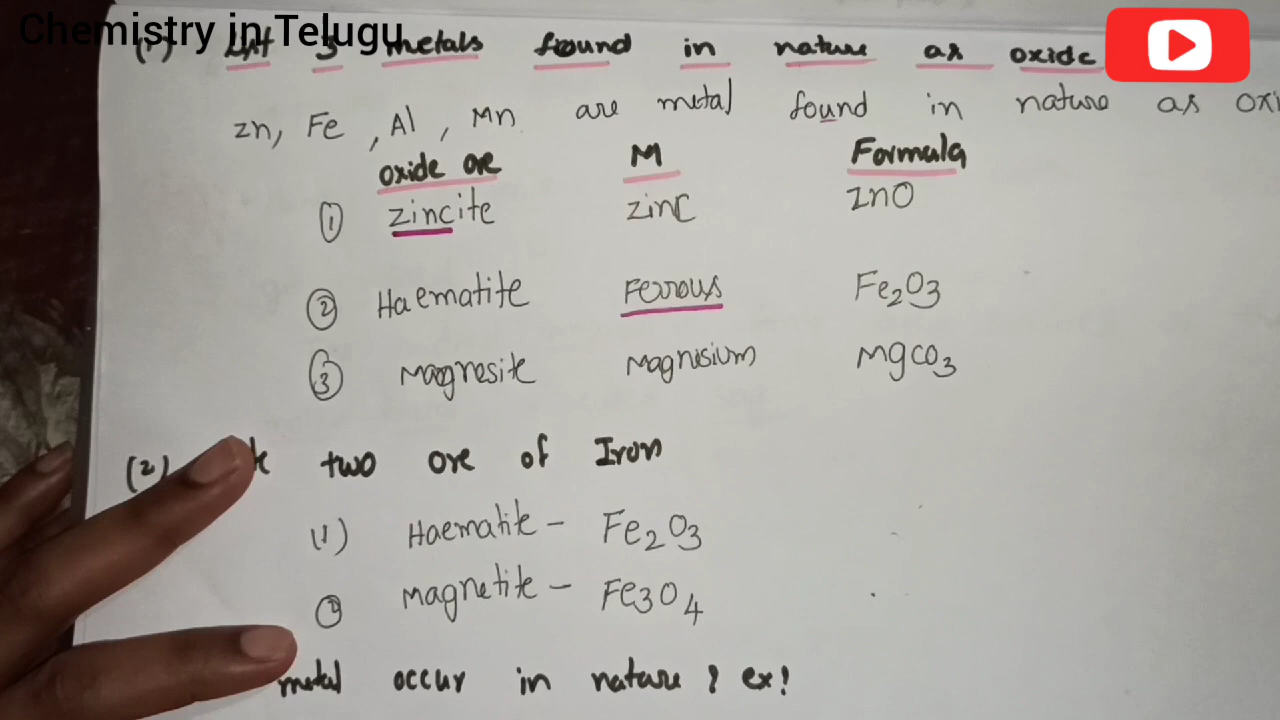 Chemistry in Telugu
(1) List 3 metals found in nature as oxide
Zn, Fe, Al, Mn are metal found in nature as oxi
oxide ore M Formula
① Zincite Zinc ZnO
② Haematite Ferrous Fe2O3
③ Magnesite Magnisium MgCO3
(2) two ore of Iron
(1) Haematite - Fe2O3
② Magnetite - Fe3O4
metal occur in nature? ex!